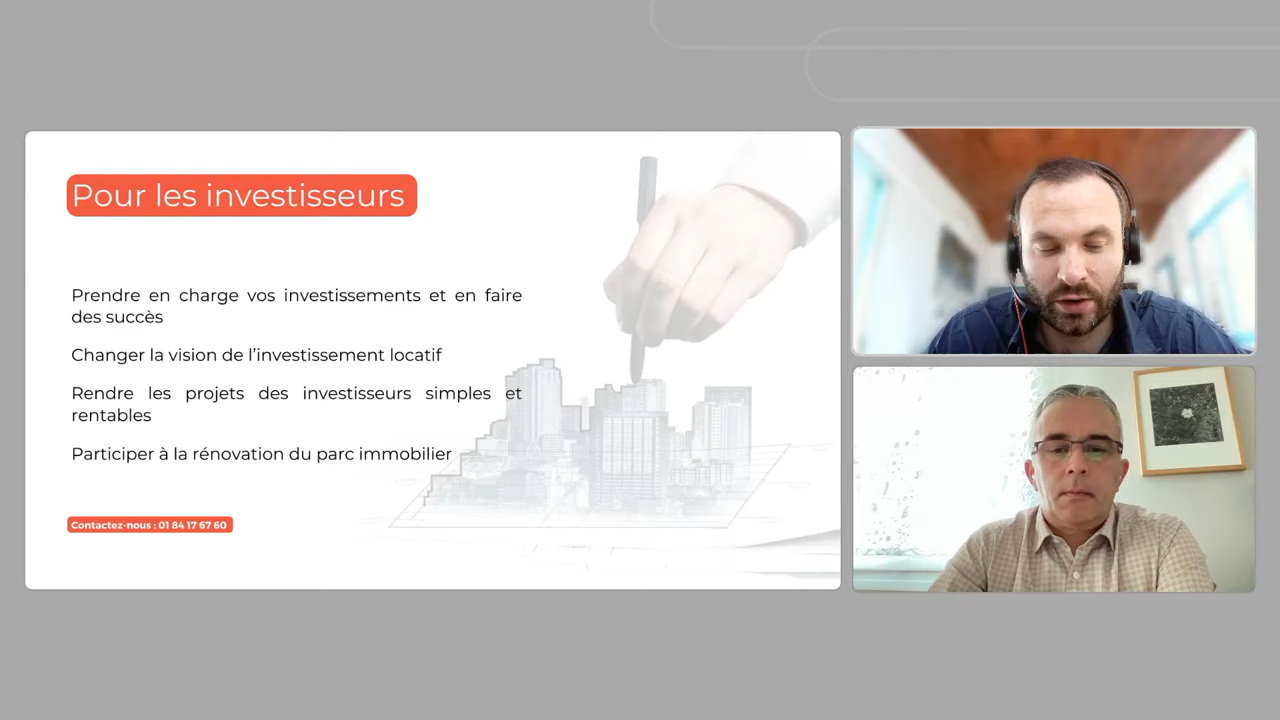 Pour les investisseurs
Prendre en charge vos investissements et en faire
des succès
Changer la vision de l'investissement locatif
Rendre les projets des investisseurs simples et
rentables
Participer à la rénovation du parc immobilier
Contactez-nous : 01 84 17 67 60